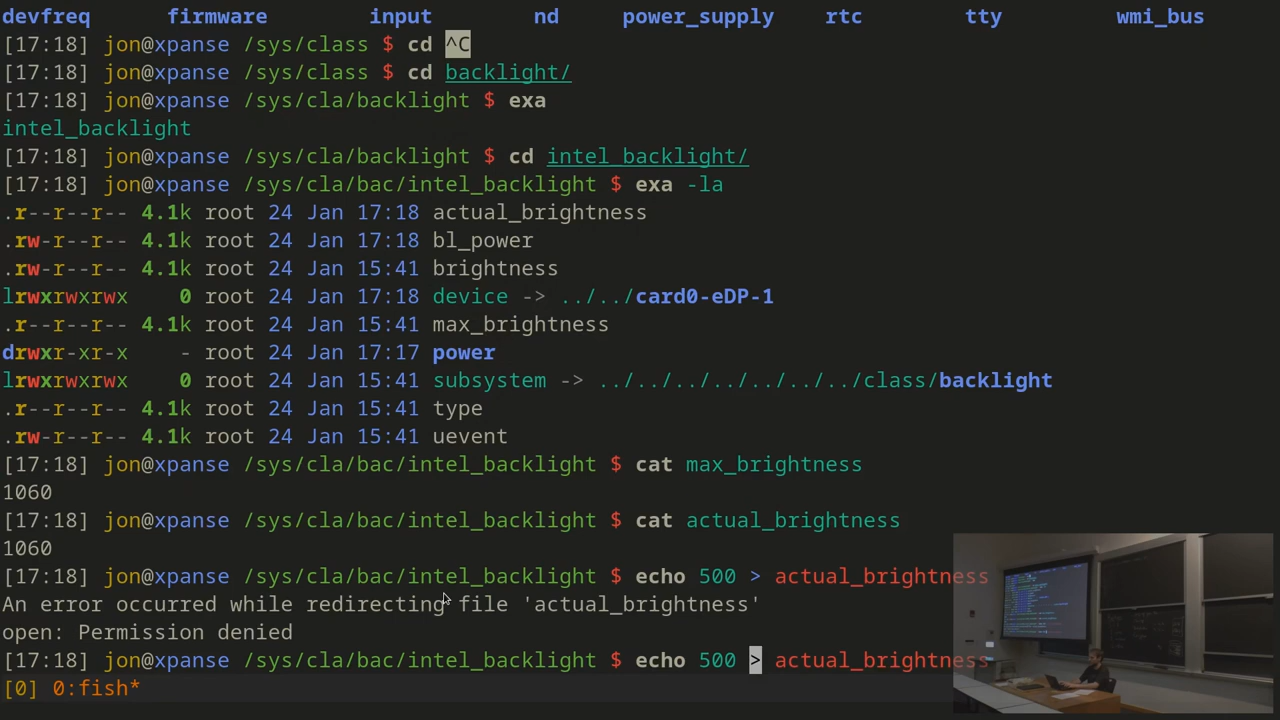 devfreq firmware input nd power_supply rtc tty wmi_bus
[17:18] jon@xpanse /sys/class $ cd ^C
[17:18] jon@xpanse /sys/class $ cd backlight/
[17:18] jon@xpanse /sys/cla/backlight $ exa
intel_backlight
[17:18] jon@xpanse /sys/cla/backlight $ cd intel_backlight/
[17:18] jon@xpanse /sys/cla/bac/intel_backlight $ exa -la
.r--r--r-- 4.1k root 24 Jan 17:18 actual_brightness
.rw-r--r-- 4.1k root 24 Jan 17:18 bl_power
.rw-r--r-- 4.1k root 24 Jan 15:41 brightness
lrwxrwxrwx 0 root 24 Jan 17:18 device -> ../../card0-eDP-1
.r--r--r-- 4.1k root 24 Jan 15:41 max_brightness
drwxr-xr-x - root 24 Jan 17:17 power
lrwxrwxrwx 0 root 24 Jan 15:41 subsystem -> ../../../../../../../class/backlight
.r--r--r-- 4.1k root 24 Jan 15:41 type
.rw-r--r-- 4.1k root 24 Jan 15:41 uevent
[17:18] jon@xpanse /sys/cla/bac/intel_backlight $ cat max_brightness
1060
[17:18] jon@xpanse /sys/cla/bac/intel_backlight $ cat actual_brightness
1060
[17:18] jon@xpanse /sys/cla/bac/intel_backlight $ echo 500 > actual_brightness
An error occurred while redirecting file 'actual_brightness'
open: Permission denied
[17:18] jon@xpanse /sys/cla/bac/intel_backlight $ echo 500 > actual_brightness
[0] 0:fish*